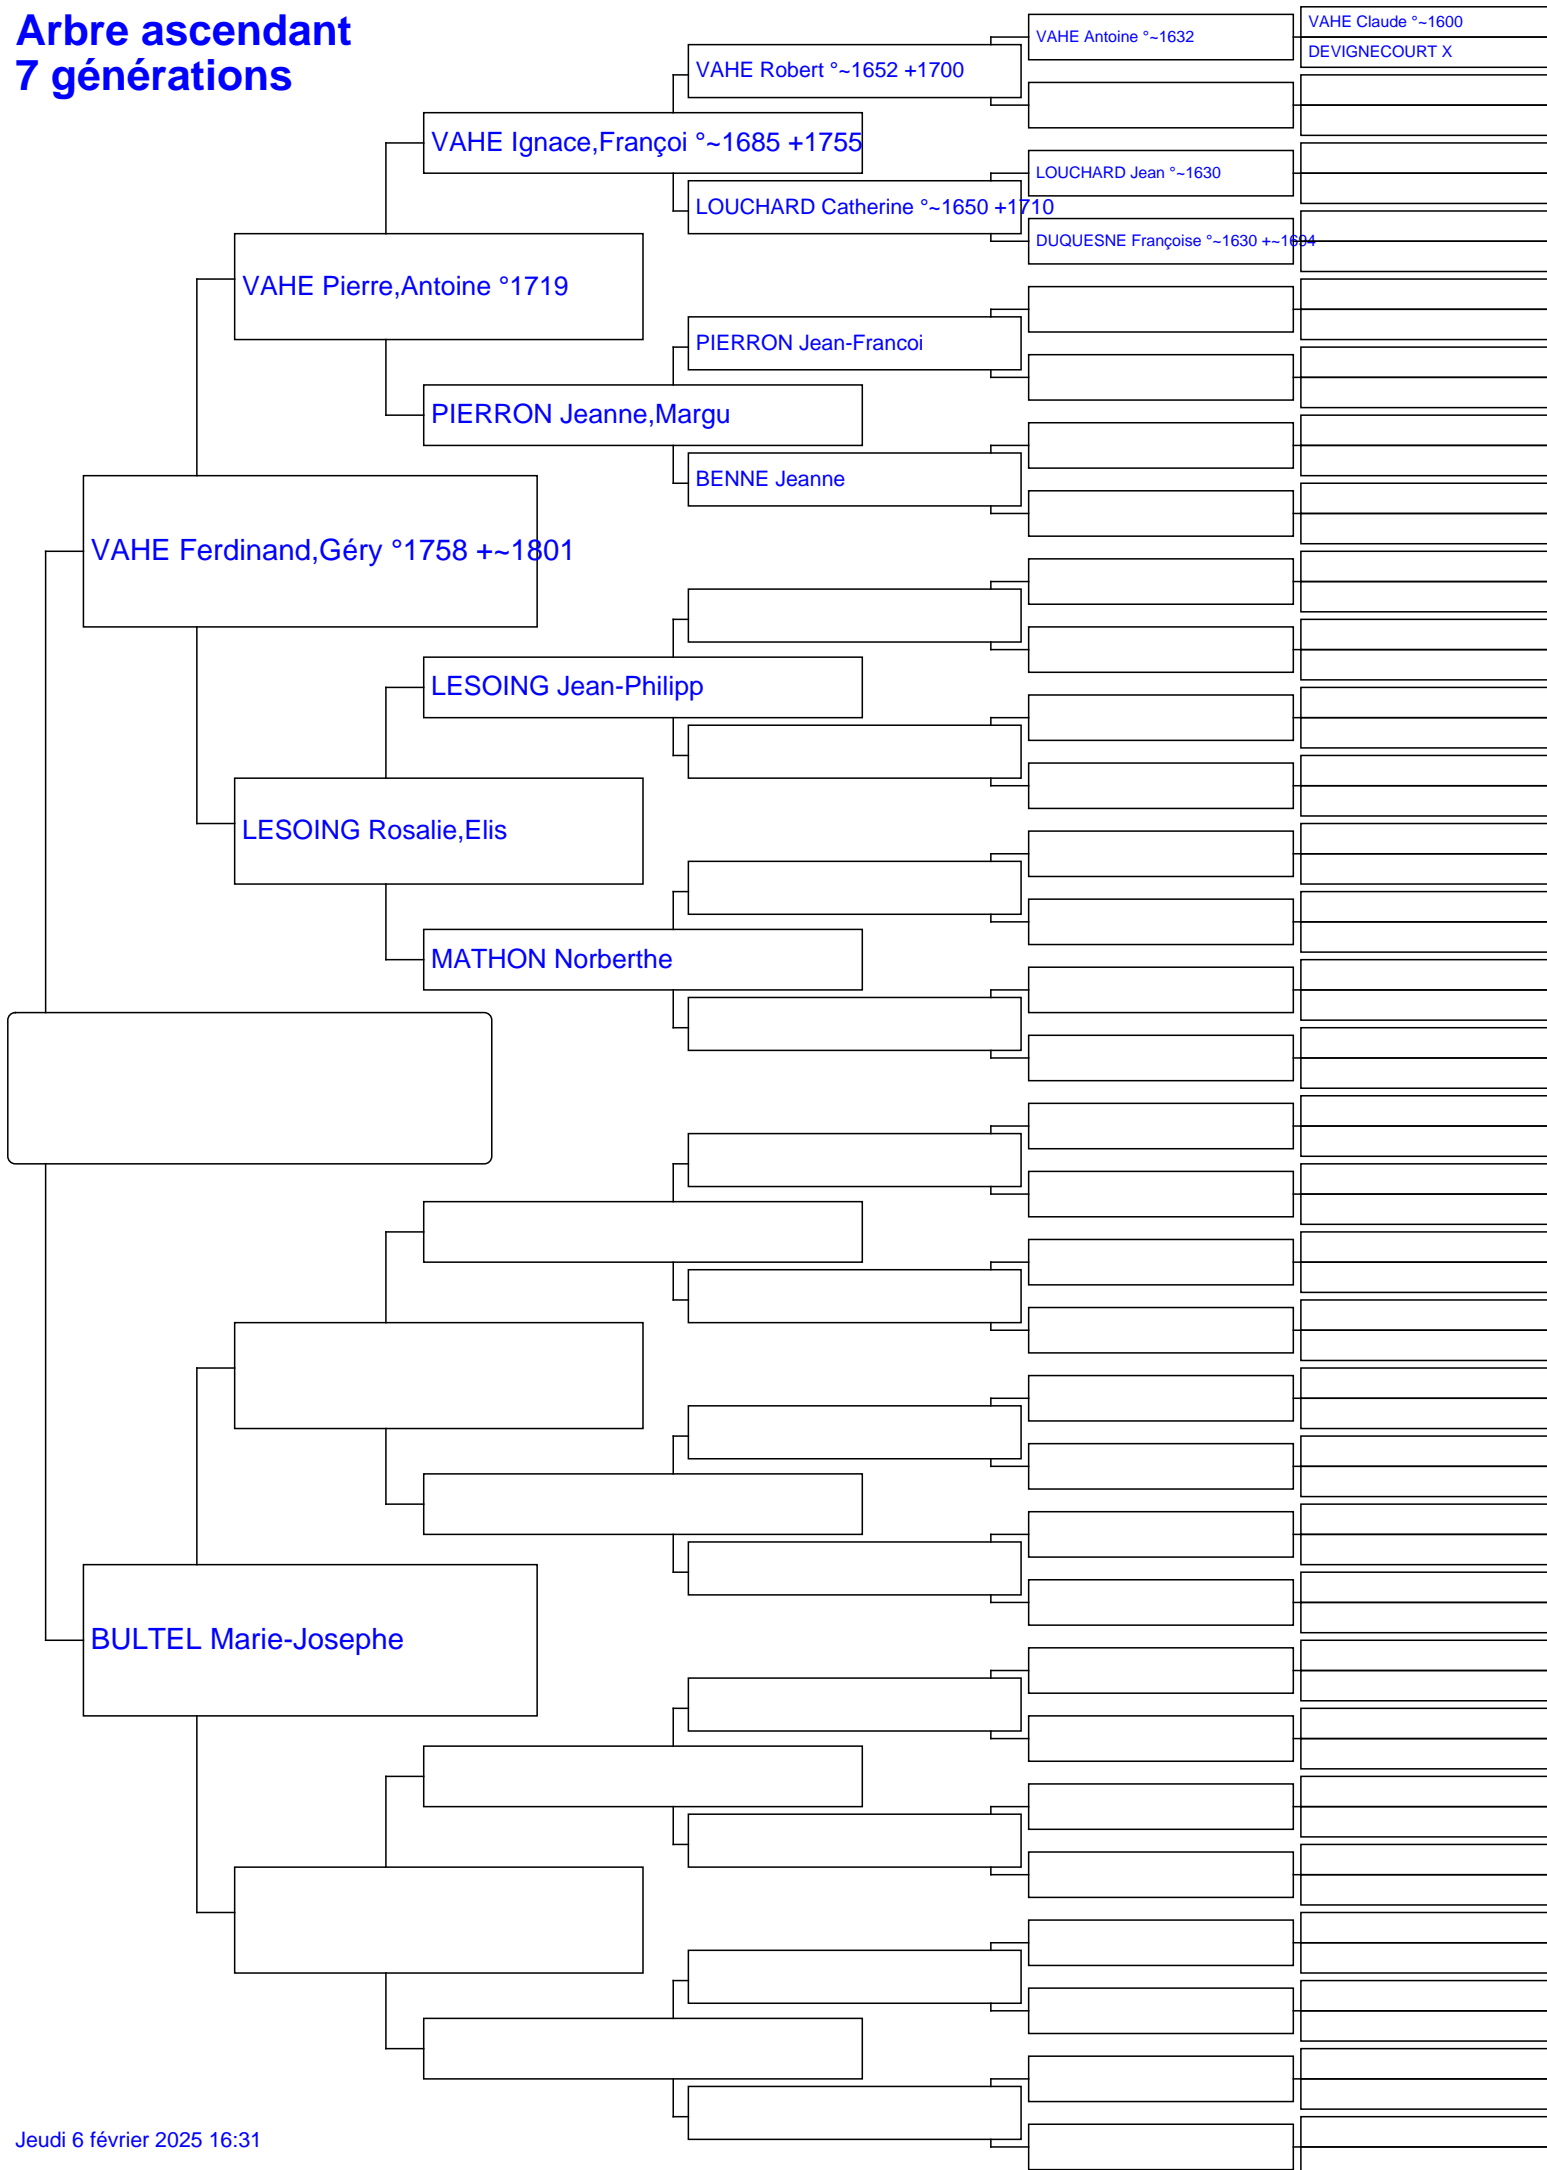 Arbre ascendant
7 générations
VAHE Claude °~1600
DEVIGNECOURT X
VAHE Antoine °~1632
VAHE Robert °~1652 +1700
VAHE Ignace,Françoi °~1685 +1755
LOUCHARD Jean °~1630
LOUCHARD Catherine °~1650 +1710
DUQUESNE Françoise °~1630 +~1694
VAHE Pierre,Antoine °1719
PIERRON Jean-Francoi
PIERRON Jeanne,Margu
BENNE Jeanne
VAHE Ferdinand,Géry °1758 +~1801
LESOING Jean-Philipp
LESOING Rosalie,Elis
MATHON Norberthe
BULTEL Marie-Josephe
Jeudi 6 février 2025 16:31